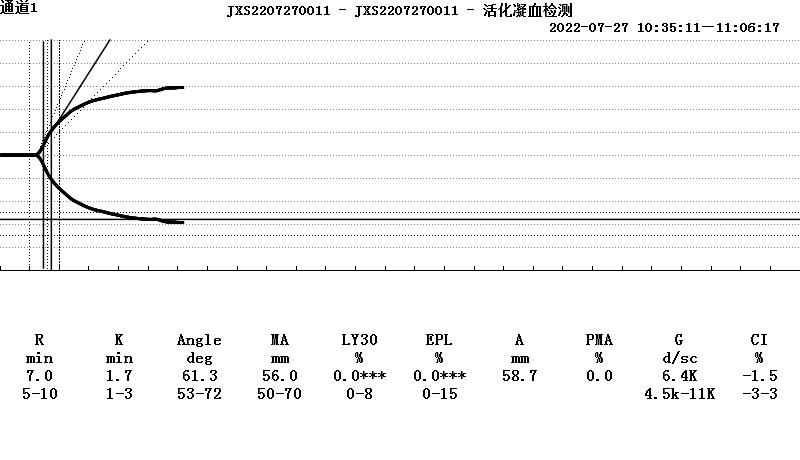 通道1
JXS2207270011 - JXS2207270011 - 活化凝血检测
2022-07-27 10:35:11—11:06:17
R K Angle MA LY30 EPL A PMA G CI
min min deg mm % % mm % d/sc %
7.0 1.7 61.3 56.0 0.0*** 0.0*** 58.7 0.0 6.4K -1.5
5-10 1-3 53-72 50-70 0-8 0-15 4.5k-11K -3-3